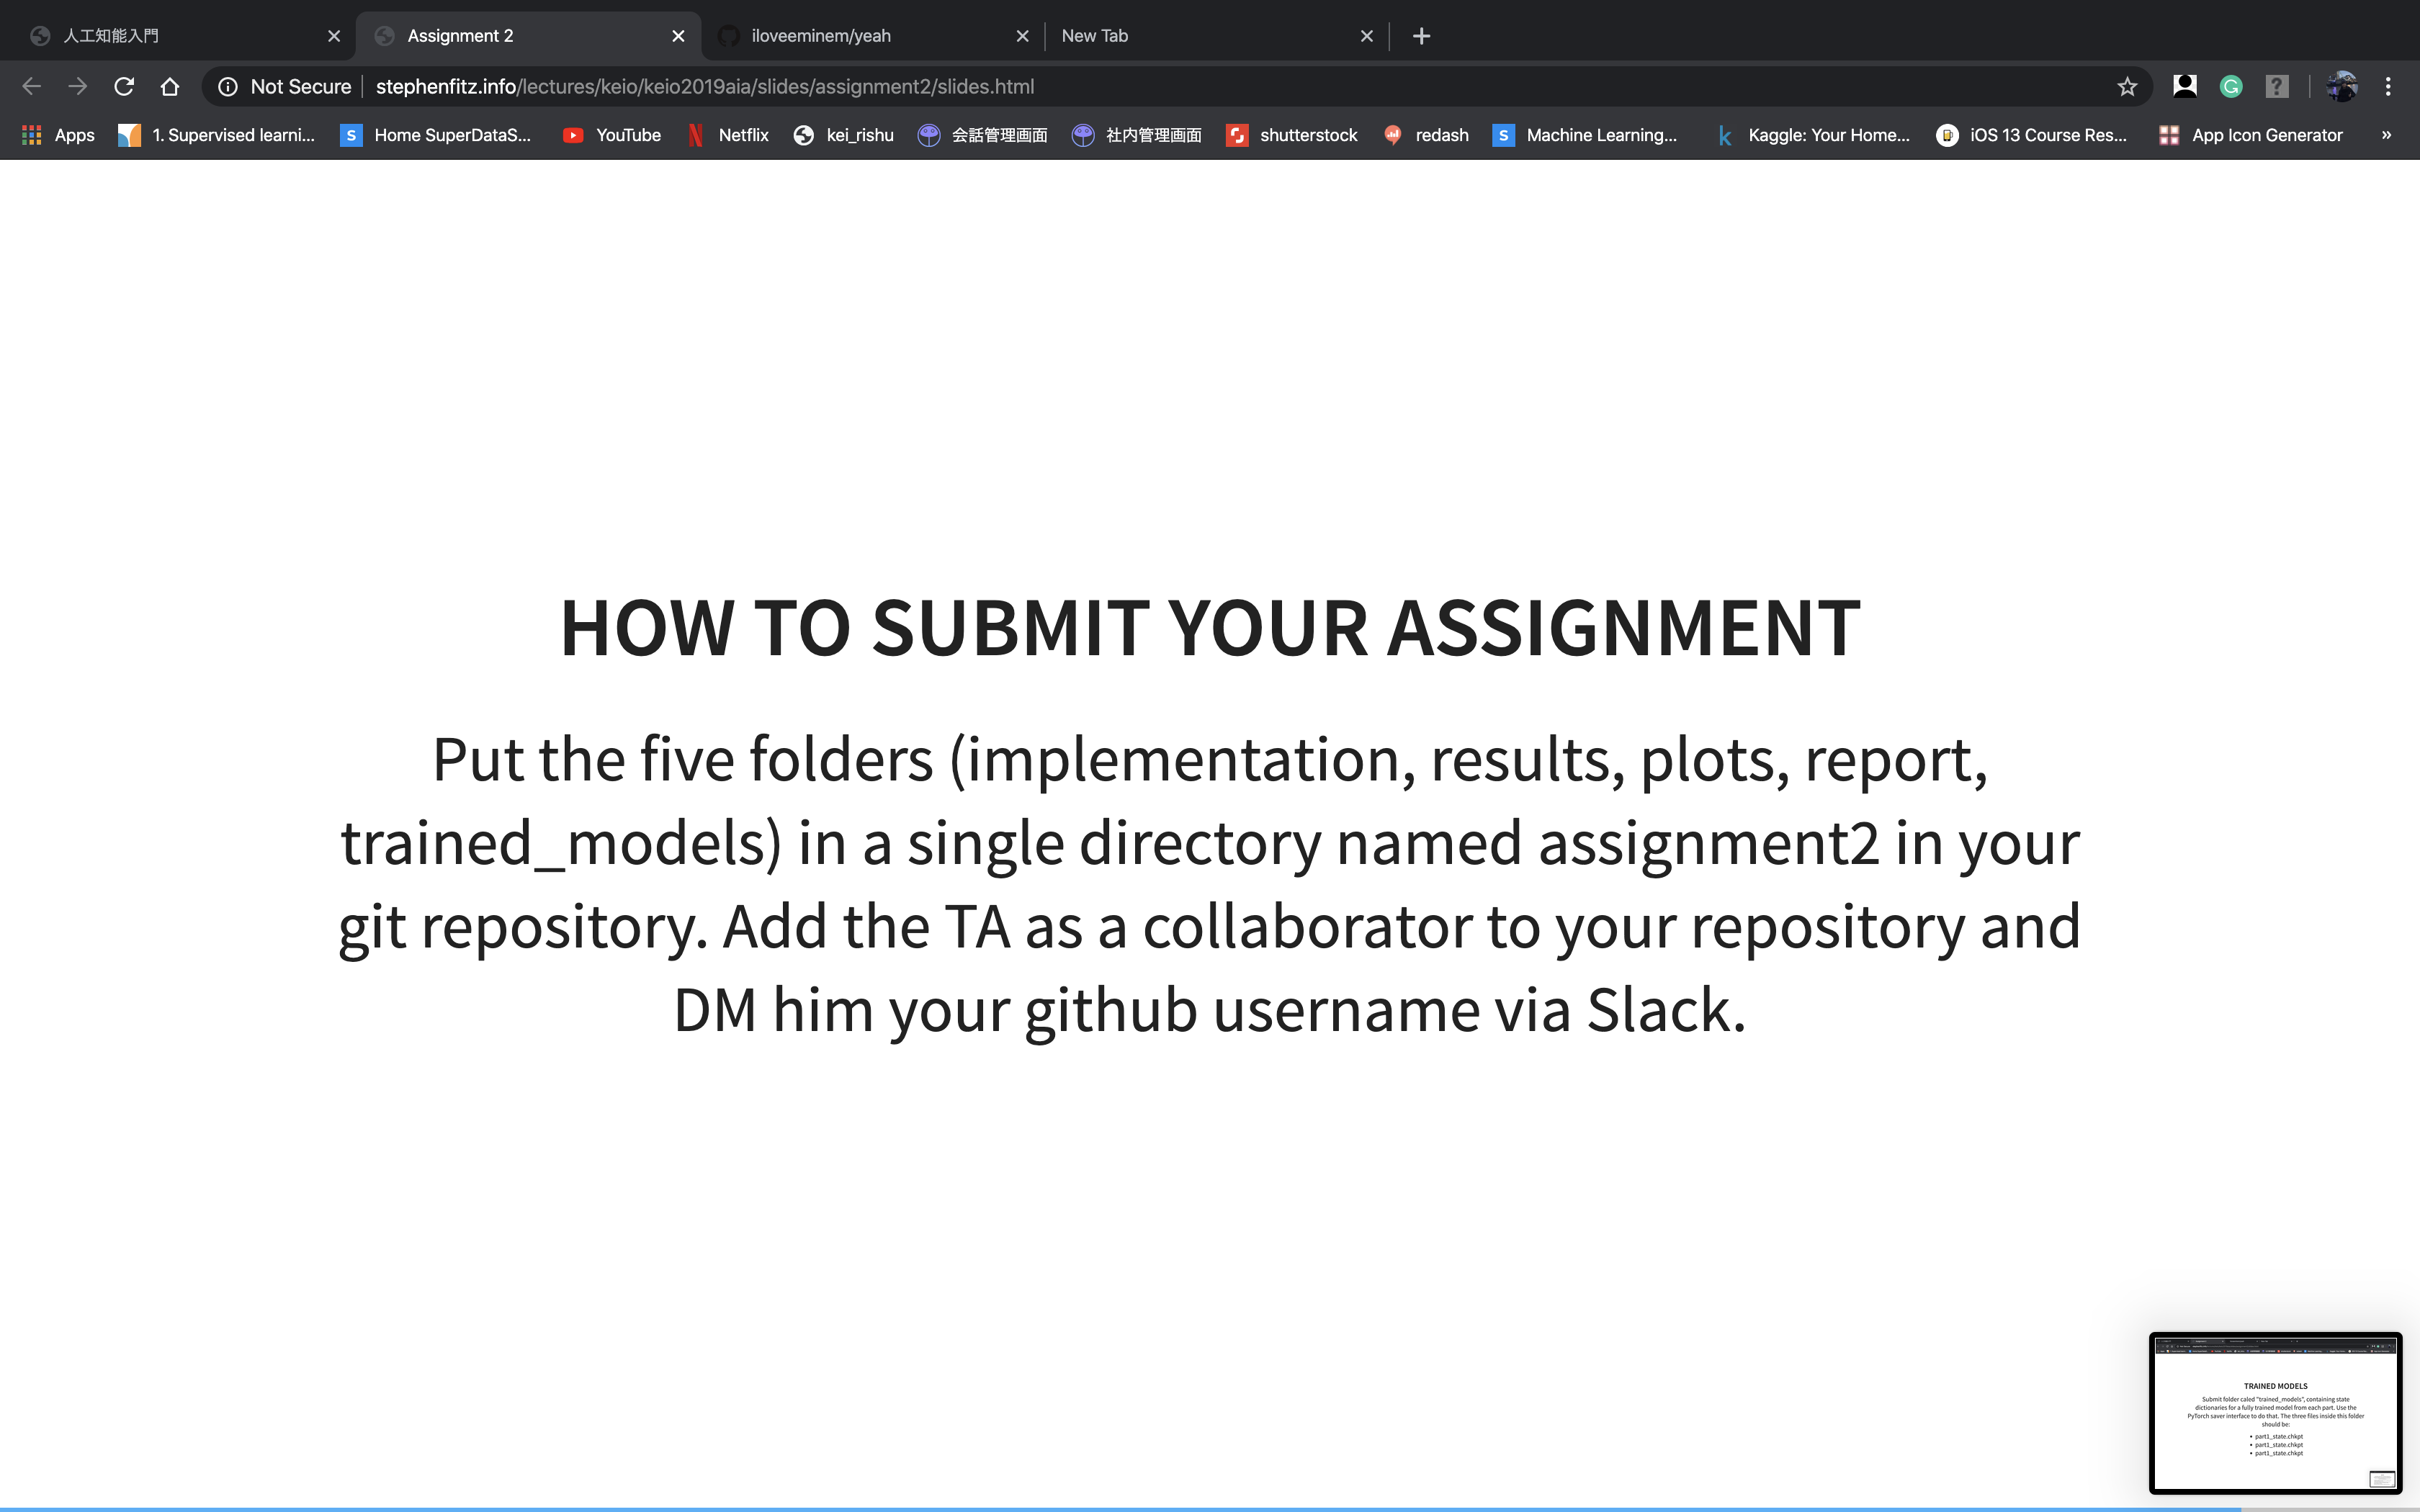 人工知能入門
Assignment 2
iloveeminem/yeah
New Tab
Not Secure
stephenfitz.info/lectures/keio/keio2019aia/slides/assignment2/slides.html
Apps
1. Supervised learni...
Home SuperDataS...
YouTube
Netflix
kei_rishu
会話管理画面
社内管理画面
shutterstock
redash
Machine Learning...
Kaggle: Your Home...
iOS 13 Course Res...
App Icon Generator
»
HOW TO SUBMIT YOUR ASSIGNMENT
Put the five folders (implementation, results, plots, report,
trained_models) in a single directory named assignment2 in your
git repository. Add the TA as a collaborator to your repository and
DM him your github username via Slack.
TRAINED MODELS
Submit folder caled "trained_models", containing state
dictionaries for a fully trained model from each part. Use the
PyTorch saver interface to do that. The three files inside this folder
should be:
• part1_state.chkpt
• part1_state.chkpt
• part1_state.chkpt